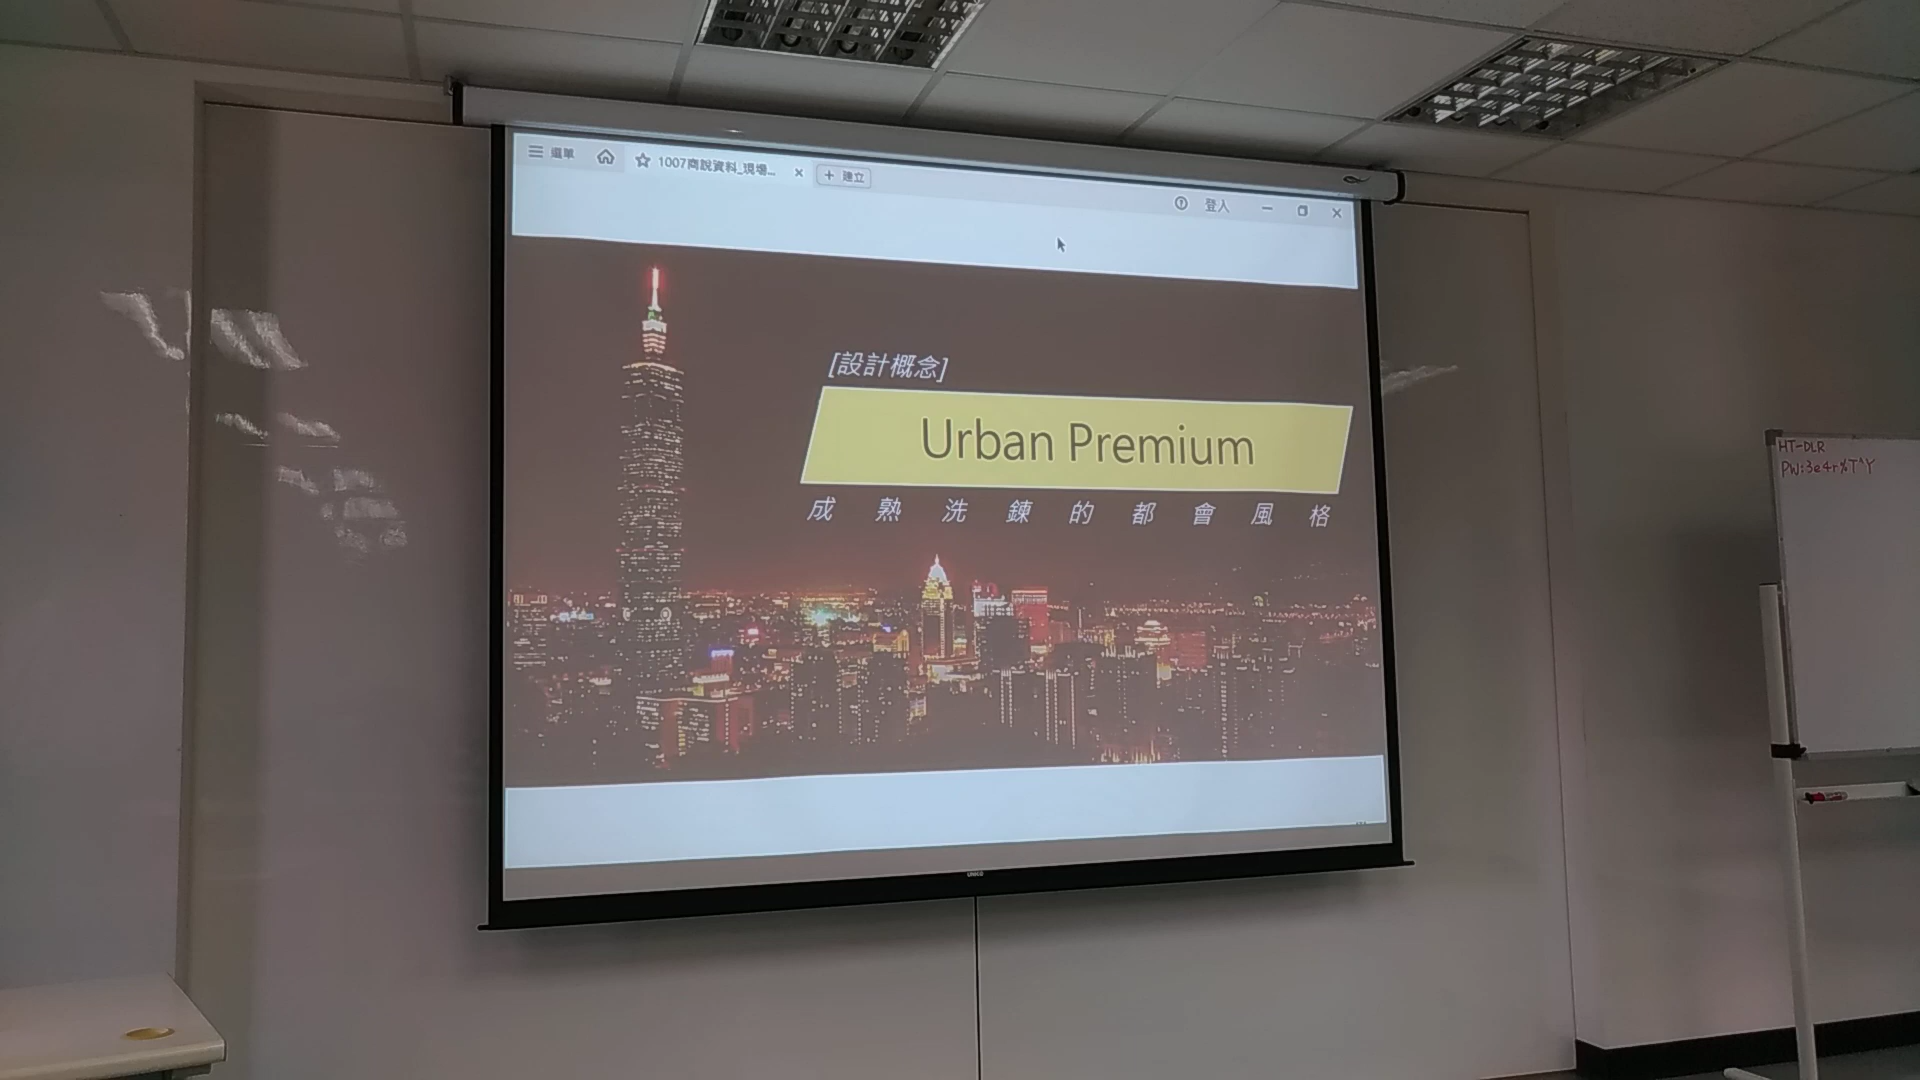 選單
1007商說資料_現場...
建立
登入
[設計概念]
Urban Premium
成熟洗鍊的都會風格
UNICO
HT-DLR
PW:3e4r%T^Y